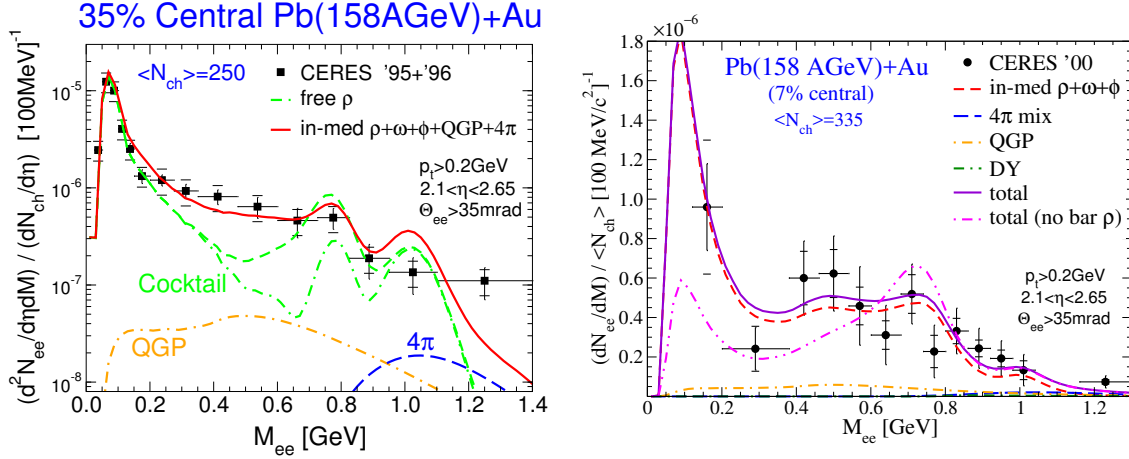 35% Central Pb(158AGeV)+Au
<N_ch>=250
CERES '95+'96
free ρ
in-med ρ+ω+φ+QGP+4π
p_t>0.2GeV
2.1<η<2.65
Θ_ee>35mrad
Cocktail
QGP
4π
10^-5
10^-6
10^-7
10^-8
(d^2N_ee/dηdM) / (dN_ch/dη) [100MeV]^-1
0.0 0.2 0.4 0.6 0.8 1.0 1.2 1.4
M_ee [GeV]
×10^-6
Pb(158 AGeV)+Au
(7% central)
<N_ch>=335
CERES '00
in-med ρ+ω+φ
4π mix
QGP
DY
total
total (no bar ρ)
p_t>0.2GeV
2.1<η<2.65
Θ_ee>35mrad
1.8
1.6
1.4
1.2
1
0.8
0.6
0.4
0.2
(dN_ee/dM) / <N_ch> [100 MeV/c^2]^-1
0 0.2 0.4 0.6 0.8 1 1.2
M_ee [GeV]